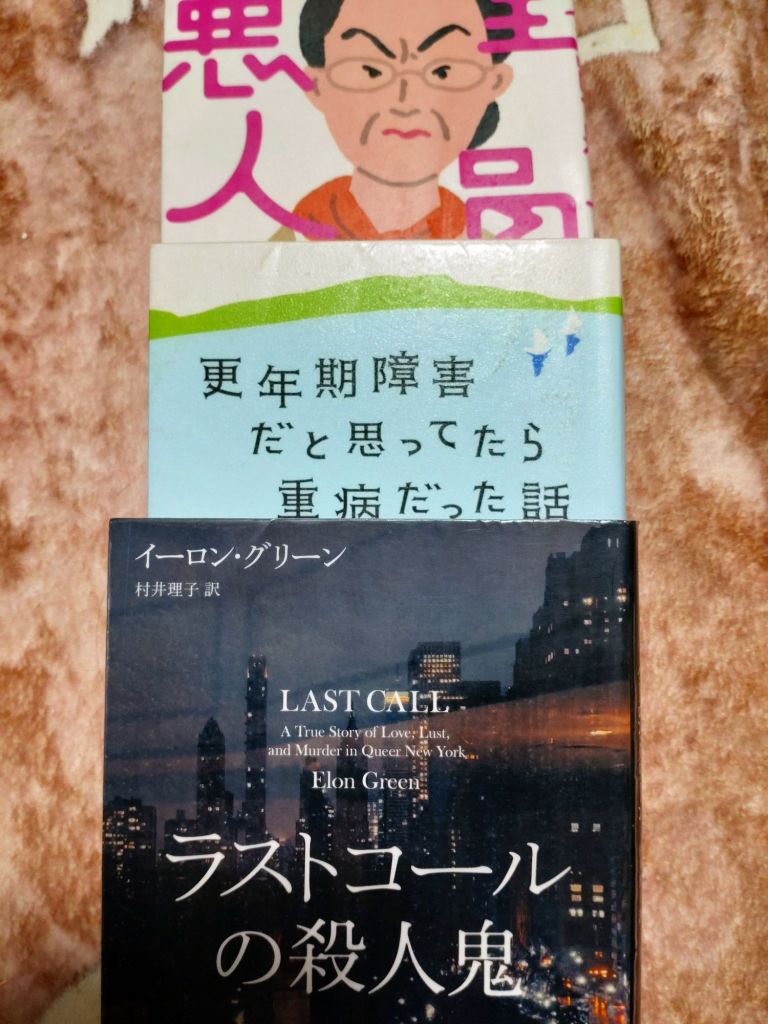 悪人
全員
更年期障害
だと思ってたら
重病だった話
イーロン・グリーン
村井理子 訳
LAST CALL
A True Story of Love, Lust,
and Murder in Queer New York
Elon Green
ラストコール
の殺人鬼